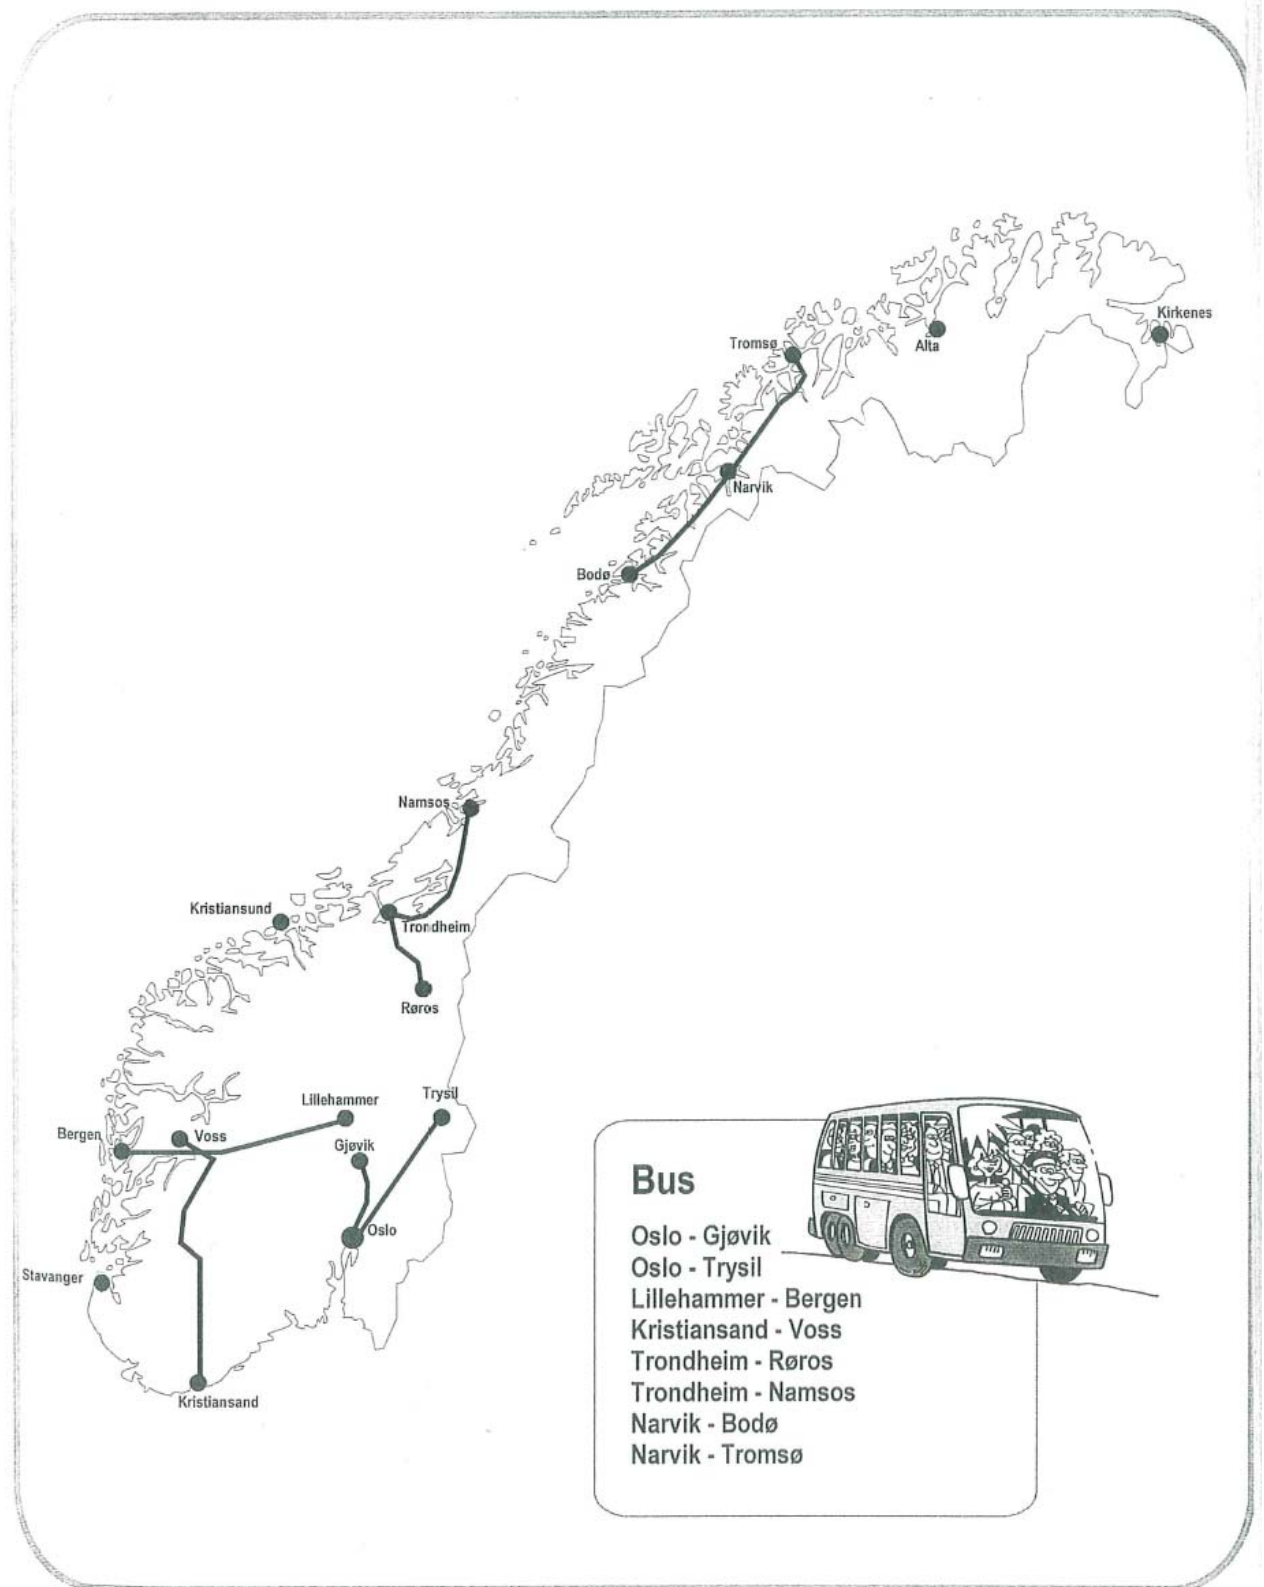 Kirkenes
Tromsø
Alta
Narvik
Bodø
Namsos
Kristiansund
Trondheim
Røros
Lillehammer
Trysil
Bergen
Voss
Gjøvik
Oslo
Stavanger
Kristiansand
Bus
Oslo - Gjøvik
Oslo - Trysil
Lillehammer - Bergen
Kristiansand - Voss
Trondheim - Røros
Trondheim - Namsos
Narvik - Bodø
Narvik - Tromsø